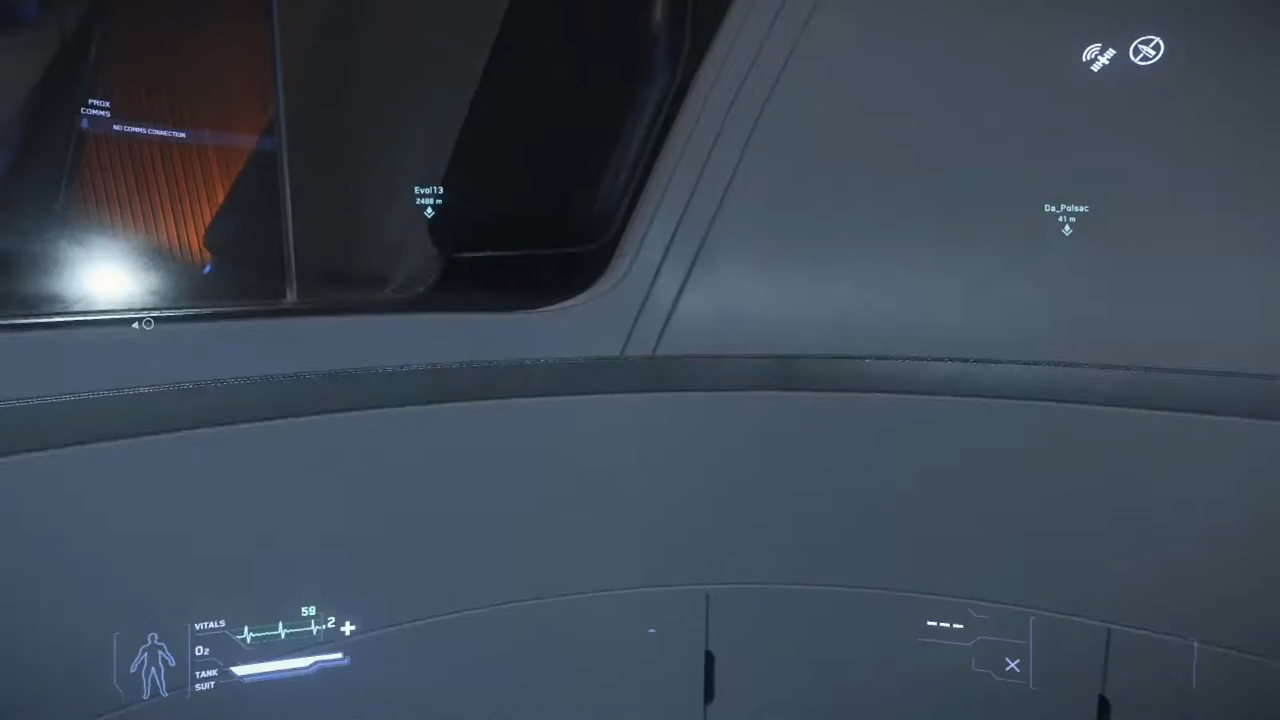 PROX
COMMS
NO COMMS CONNECTION
Evol13
2488 m
Da_Polsac
41 m
59
VITALS
2
O2
TANK
SUIT